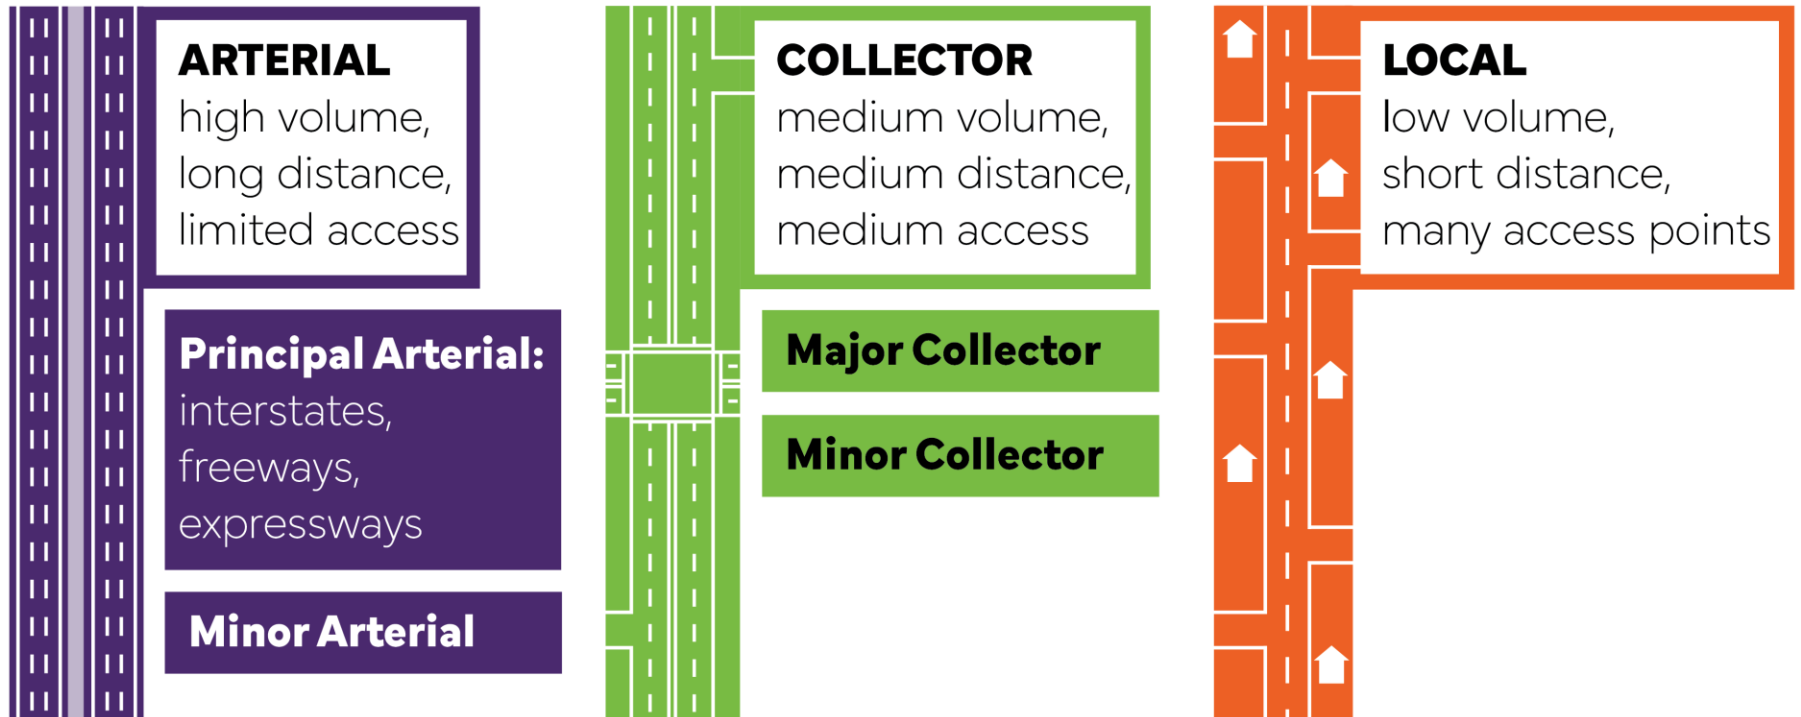 ARTERIAL
high volume,
long distance,
limited access
Principal Arterial:
interstates,
freeways,
expressways
Minor Arterial
COLLECTOR
medium volume,
medium distance,
medium access
Major Collector
Minor Collector
LOCAL
low volume,
short distance,
many access points